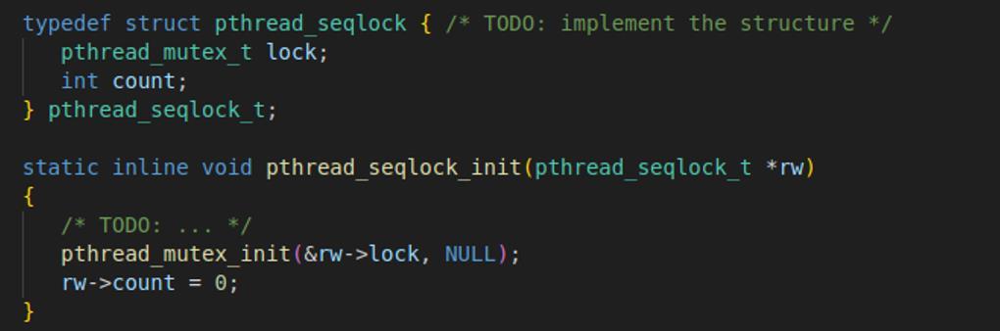 typedef struct pthread_seqlock { /* TODO: implement the structure */
   pthread_mutex_t lock;
   int count;
} pthread_seqlock_t;

static inline void pthread_seqlock_init(pthread_seqlock_t *rw)
{
   /* TODO: ... */
   pthread_mutex_init(&rw->lock, NULL);
   rw->count = 0;
}